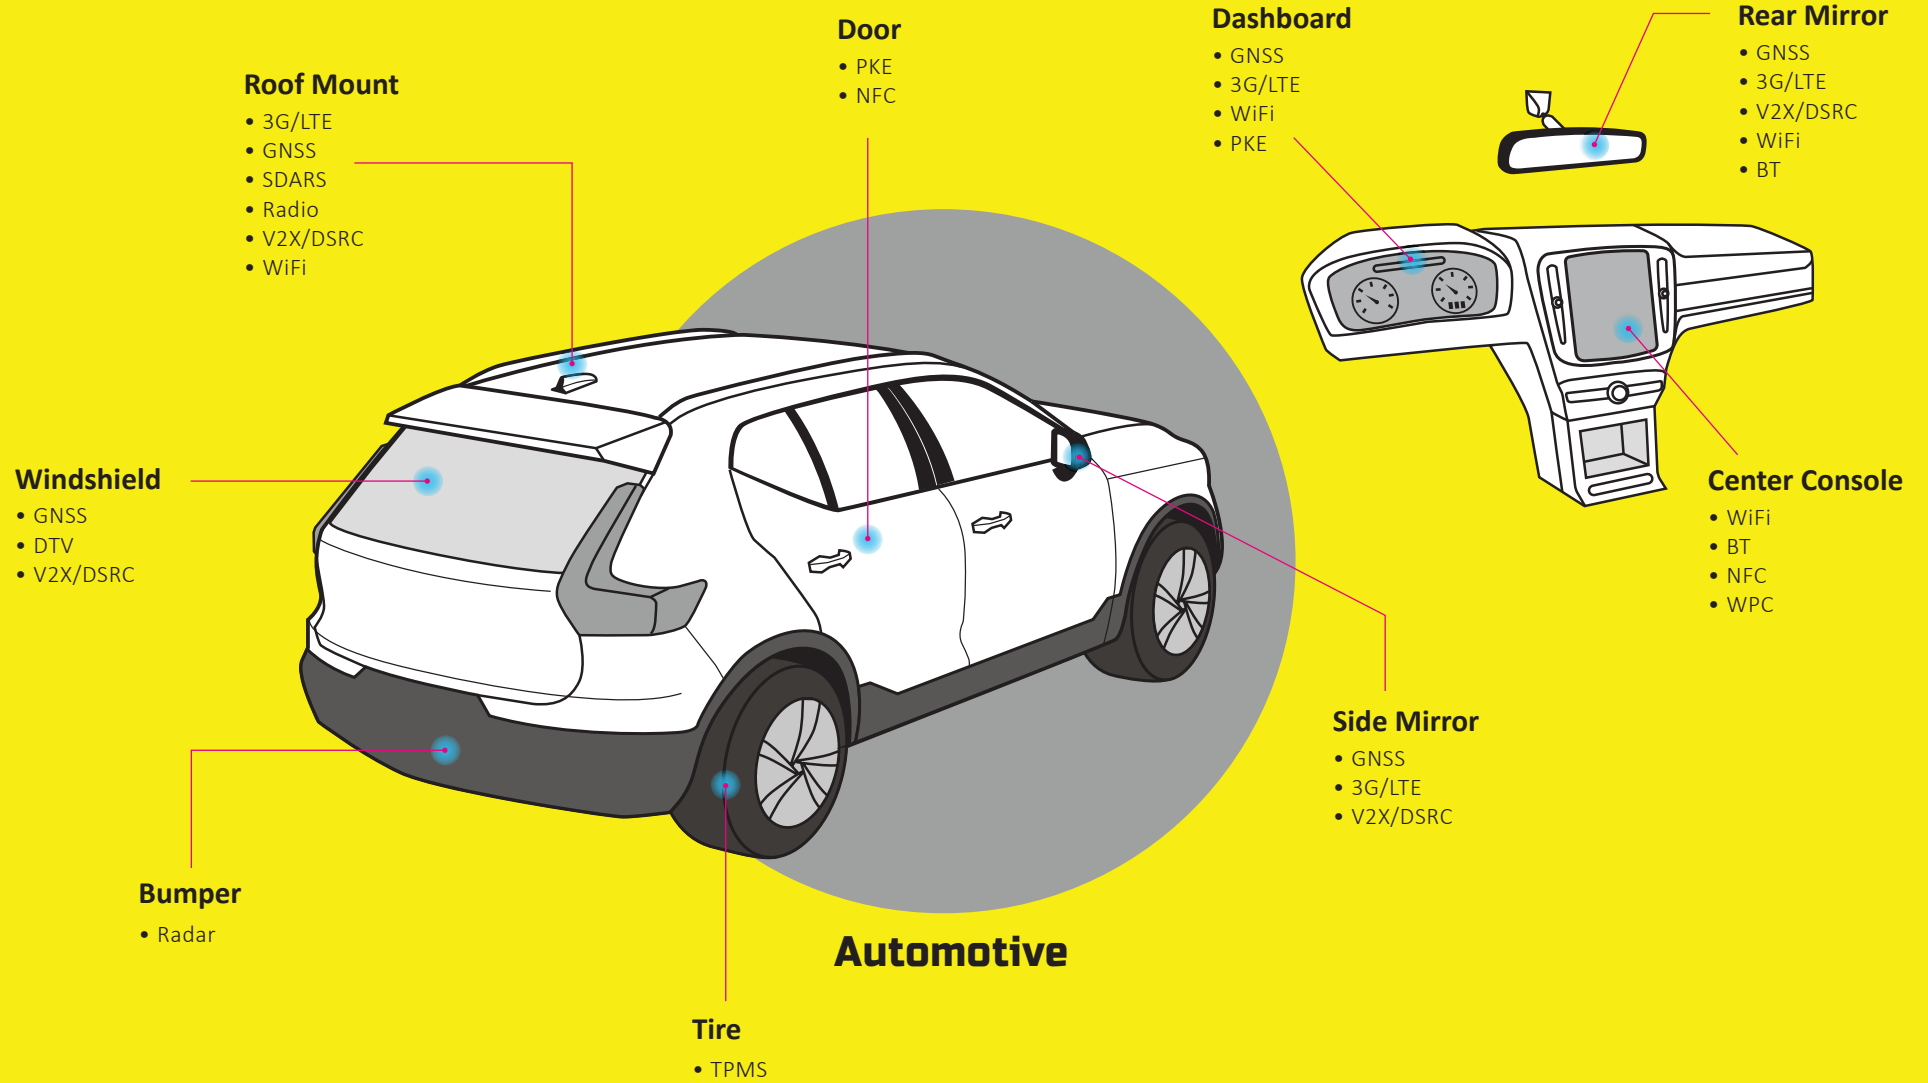 Door
• PKE
• NFC
Dashboard
• GNSS
• 3G/LTE
• WiFi
• PKE
Rear Mirror
• GNSS
• 3G/LTE
• V2X/DSRC
• WiFi
• BT
Roof Mount
• 3G/LTE
• GNSS
• SDARS
• Radio
• V2X/DSRC
• WiFi
Windshield
• GNSS
• DTV
• V2X/DSRC
Center Console
• WiFi
• BT
• NFC
• WPC
Side Mirror
• GNSS
• 3G/LTE
• V2X/DSRC
Bumper
• Radar
Automotive
Tire
• TPMS